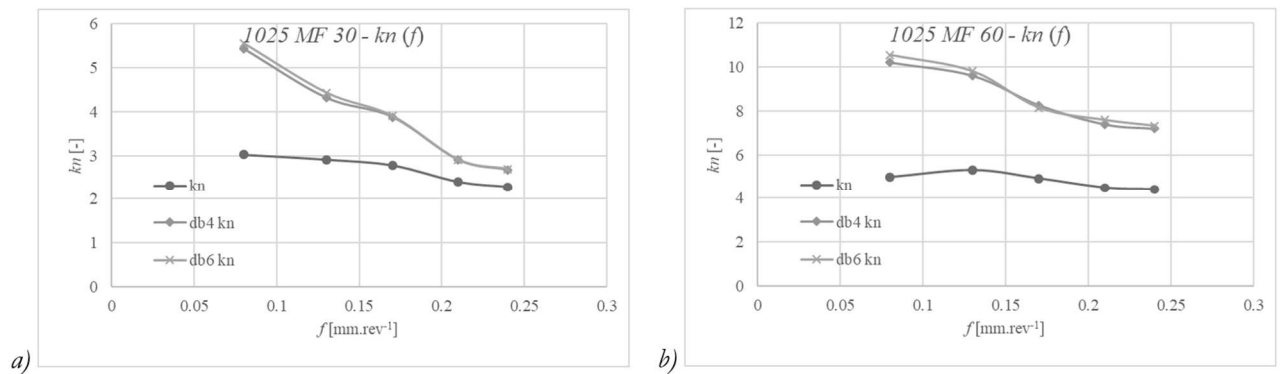 1025 MF 30 - kn (f)
6
5
4
3
2
1
0
kn [-]
kn
db4 kn
db6 kn
0 0.05 0.1 0.15 0.2 0.25 0.3
f [mm.rev-1]
a)
1025 MF 60 - kn (f)
12
10
8
6
4
2
0
kn [-]
kn
db4 kn
db6 kn
0 0.05 0.1 0.15 0.2 0.25 0.3
f [mm.rev-1]
b)